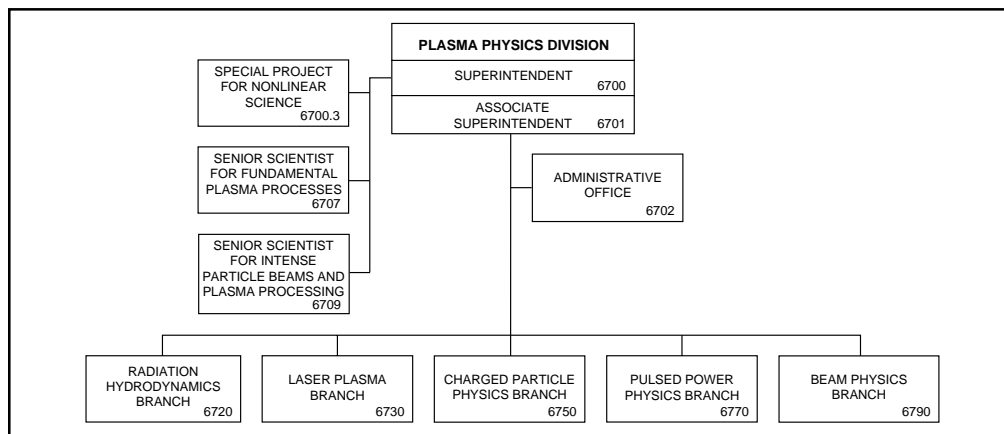 PLASMA PHYSICS DIVISION
SUPERINTENDENT
6700
ASSOCIATE
SUPERINTENDENT
6701
SPECIAL PROJECT
FOR NONLINEAR
SCIENCE
6700.3
SENIOR SCIENTIST
FOR FUNDAMENTAL
PLASMA PROCESSES
6707
SENIOR SCIENTIST
FOR INTENSE
PARTICLE BEAMS AND
PLASMA PROCESSING
6709
ADMINISTRATIVE
OFFICE
6702
RADIATION
HYDRODYNAMICS
BRANCH
6720
LASER PLASMA
BRANCH
6730
CHARGED PARTICLE
PHYSICS BRANCH
6750
PULSED POWER
PHYSICS BRANCH
6770
BEAM PHYSICS
BRANCH
6790